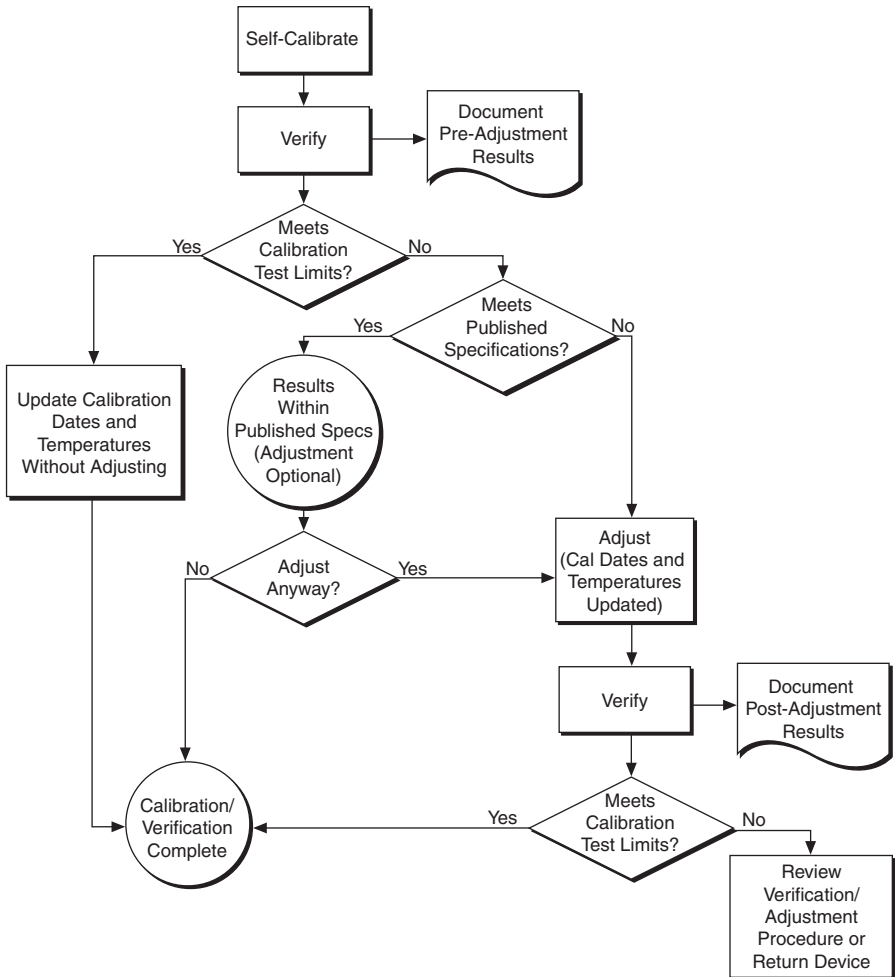 Self-Calibrate
Verify
Document
Pre-Adjustment
Results
Meets
Calibration
Test Limits?
Yes
No
Meets
Published
Specifications?
Yes
No
Update Calibration
Dates and
Temperatures
Without Adjusting
Results
Within
Published Specs
(Adjustment
Optional)
Adjust
Anyway?
No
Yes
Adjust
(Cal Dates and
Temperatures
Updated)
Verify
Document
Post-Adjustment
Results
Calibration/
Verification
Complete
Meets
Calibration
Test Limits?
Yes
No
Review
Verification/
Adjustment
Procedure or
Return Device